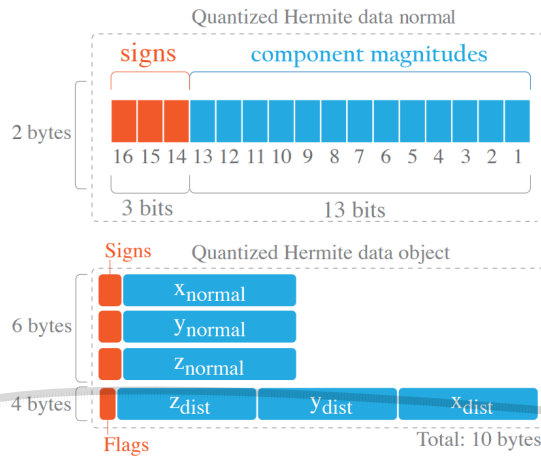 Quantized Hermite data normal
signs component magnitudes
2 bytes
16 15 14 13 12 11 10 9 8 7 6 5 4 3 2 1
3 bits 13 bits
Signs Quantized Hermite data object
xnormal
6 bytes ynormal
znormal
4 bytes zdist ydist xdist
Flags Total: 10 bytes